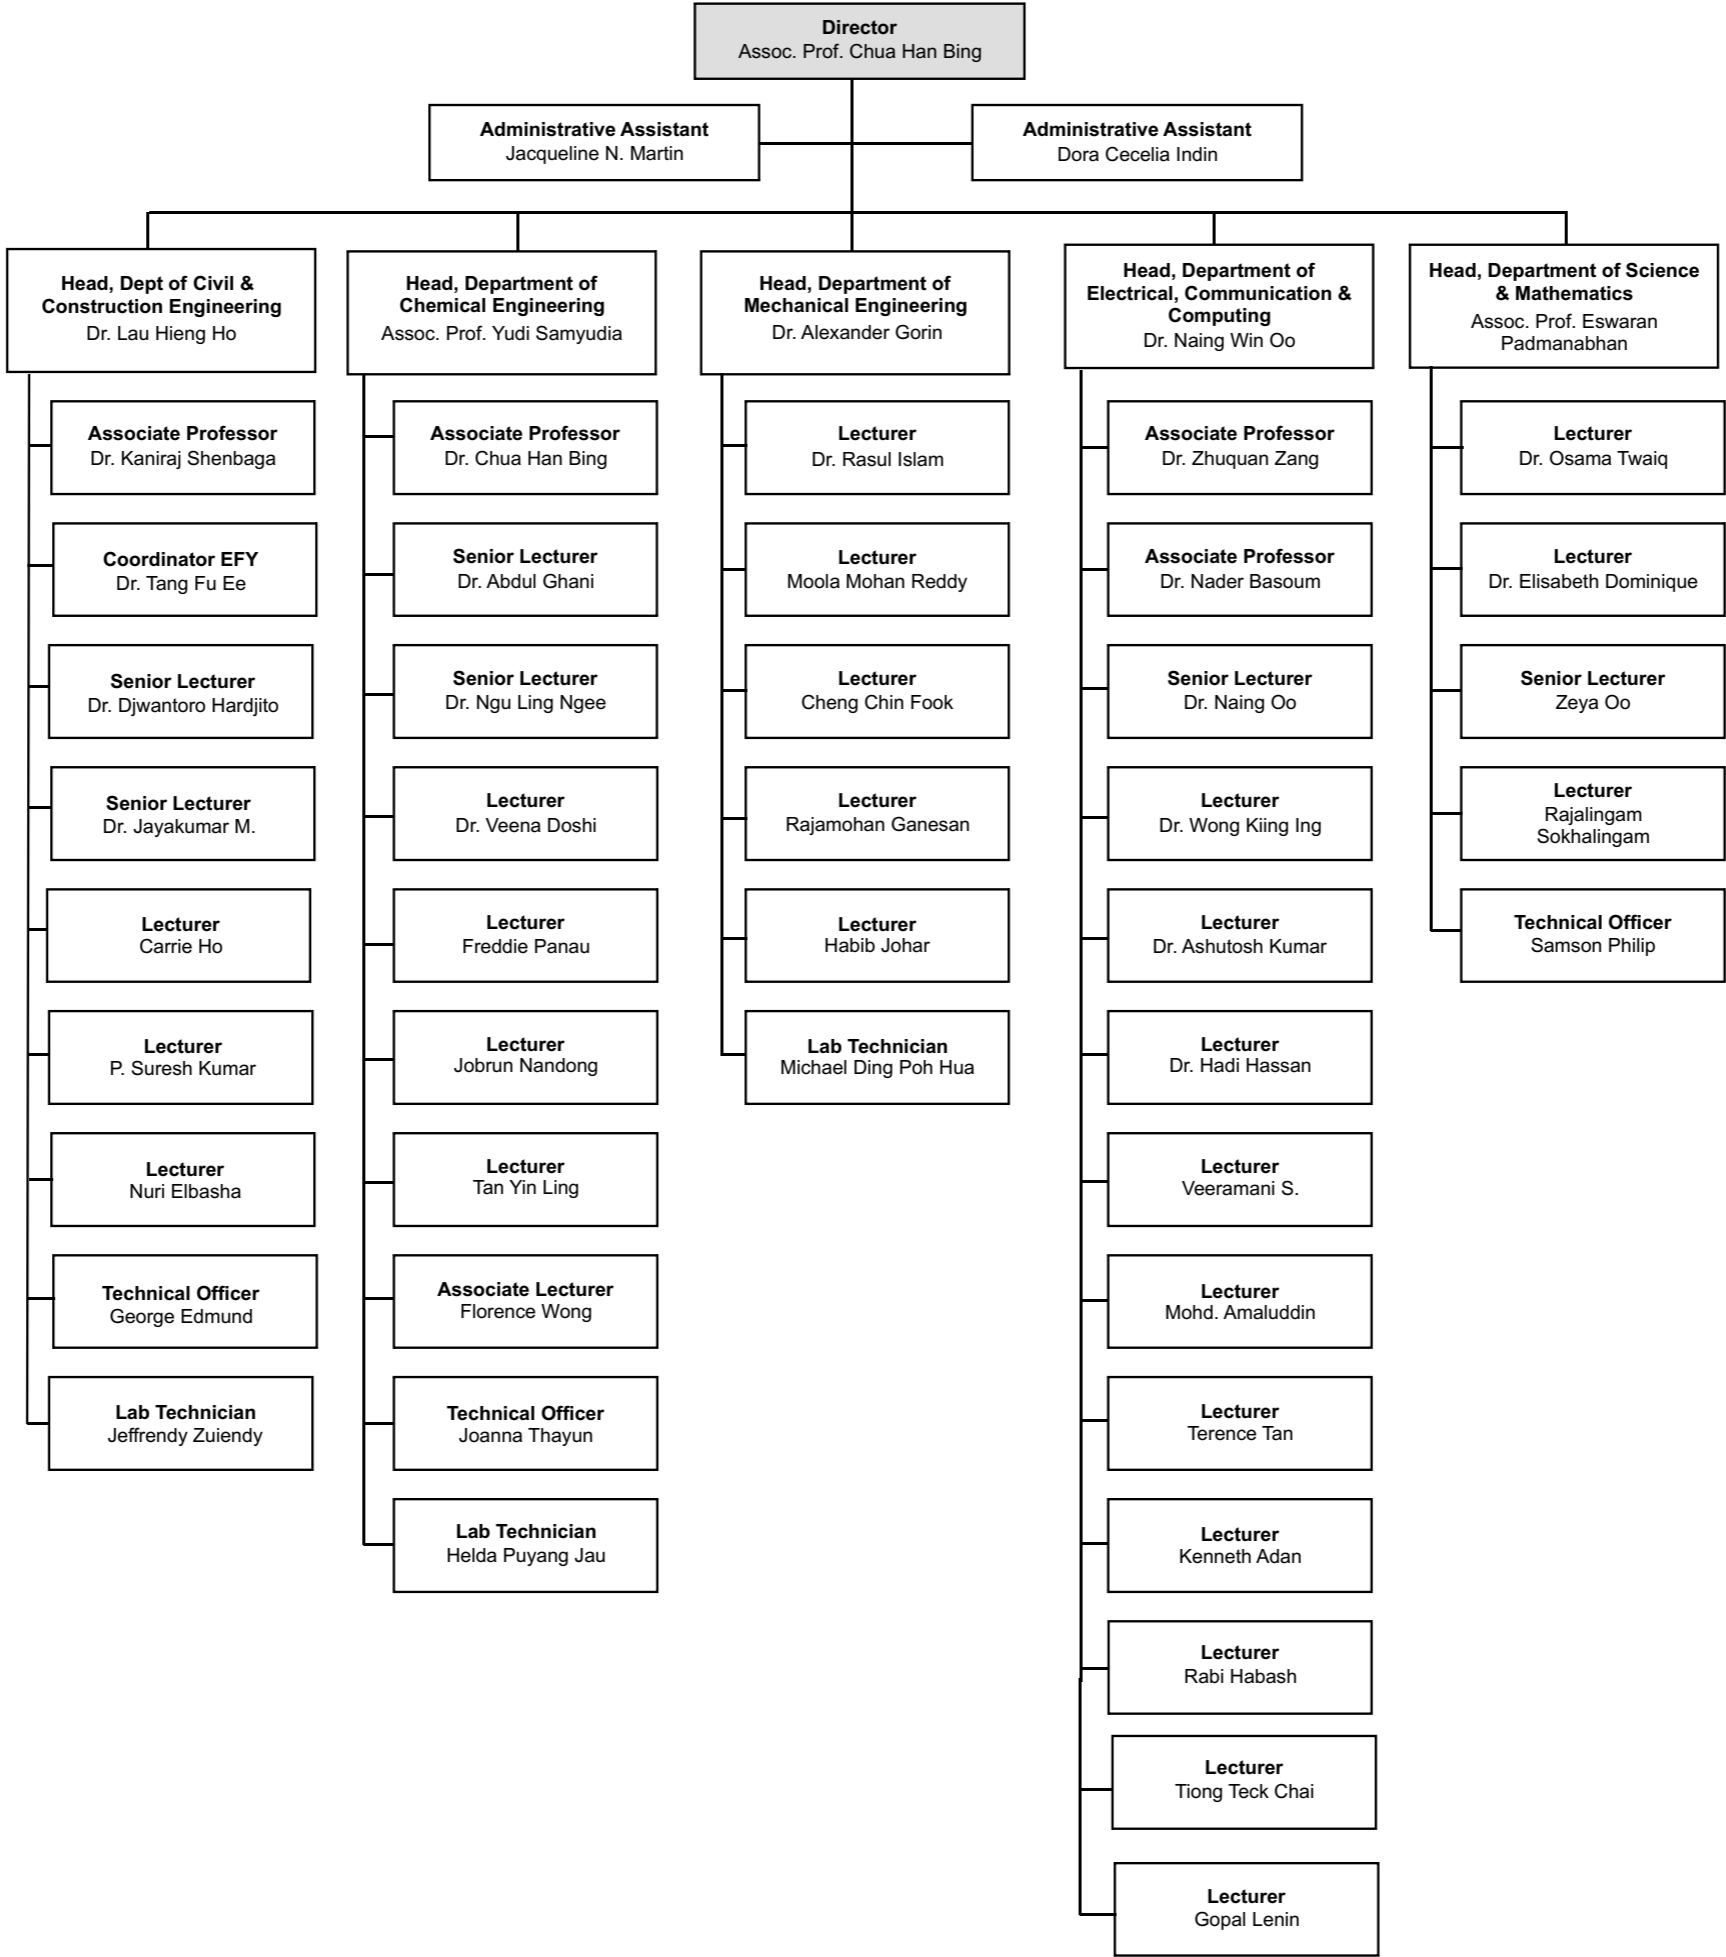 Director
Assoc. Prof. Chua Han Bing
Administrative Assistant
Jacqueline N. Martin
Administrative Assistant
Dora Cecelia Indin
Head, Dept of Civil &
Construction Engineering
Dr. Lau Hieng Ho
Associate Professor
Dr. Kaniraj Shenbaga
Coordinator EFY
Dr. Tang Fu Ee
Senior Lecturer
Dr. Djwantoro Hardjito
Senior Lecturer
Dr. Jayakumar M.
Lecturer
Carrie Ho
Lecturer
P. Suresh Kumar
Lecturer
Nuri Elbasha
Technical Officer
George Edmund
Lab Technician
Jeffrendy Zuiendy
Head, Department of
Chemical Engineering
Assoc. Prof. Yudi Samyudia
Associate Professor
Dr. Chua Han Bing
Senior Lecturer
Dr. Abdul Ghani
Senior Lecturer
Dr. Ngu Ling Ngee
Lecturer
Dr. Veena Doshi
Lecturer
Freddie Panau
Lecturer
Jobrun Nandong
Lecturer
Tan Yin Ling
Associate Lecturer
Florence Wong
Technical Officer
Joanna Thayun
Lab Technician
Helda Puyang Jau
Head, Department of
Mechanical Engineering
Dr. Alexander Gorin
Lecturer
Dr. Rasul Islam
Lecturer
Moola Mohan Reddy
Lecturer
Cheng Chin Fook
Lecturer
Rajamohan Ganesan
Lecturer
Habib Johar
Lab Technician
Michael Ding Poh Hua
Head, Department of
Electrical, Communication &
Computing
Dr. Naing Win Oo
Associate Professor
Dr. Zhuquan Zang
Associate Professor
Dr. Nader Basoum
Senior Lecturer
Dr. Naing Oo
Lecturer
Dr. Wong Kiing Ing
Lecturer
Dr. Ashutosh Kumar
Lecturer
Dr. Hadi Hassan
Lecturer
Veeramani S.
Lecturer
Mohd. Amaluddin
Lecturer
Terence Tan
Lecturer
Kenneth Adan
Lecturer
Rabi Habash
Lecturer
Tiong Teck Chai
Lecturer
Gopal Lenin
Head, Department of Science
& Mathematics
Assoc. Prof. Eswaran
Padmanabhan
Lecturer
Dr. Osama Twaiq
Lecturer
Dr. Elisabeth Dominique
Senior Lecturer
Zeya Oo
Lecturer
Rajalingam
Sokhalingam
Technical Officer
Samson Philip